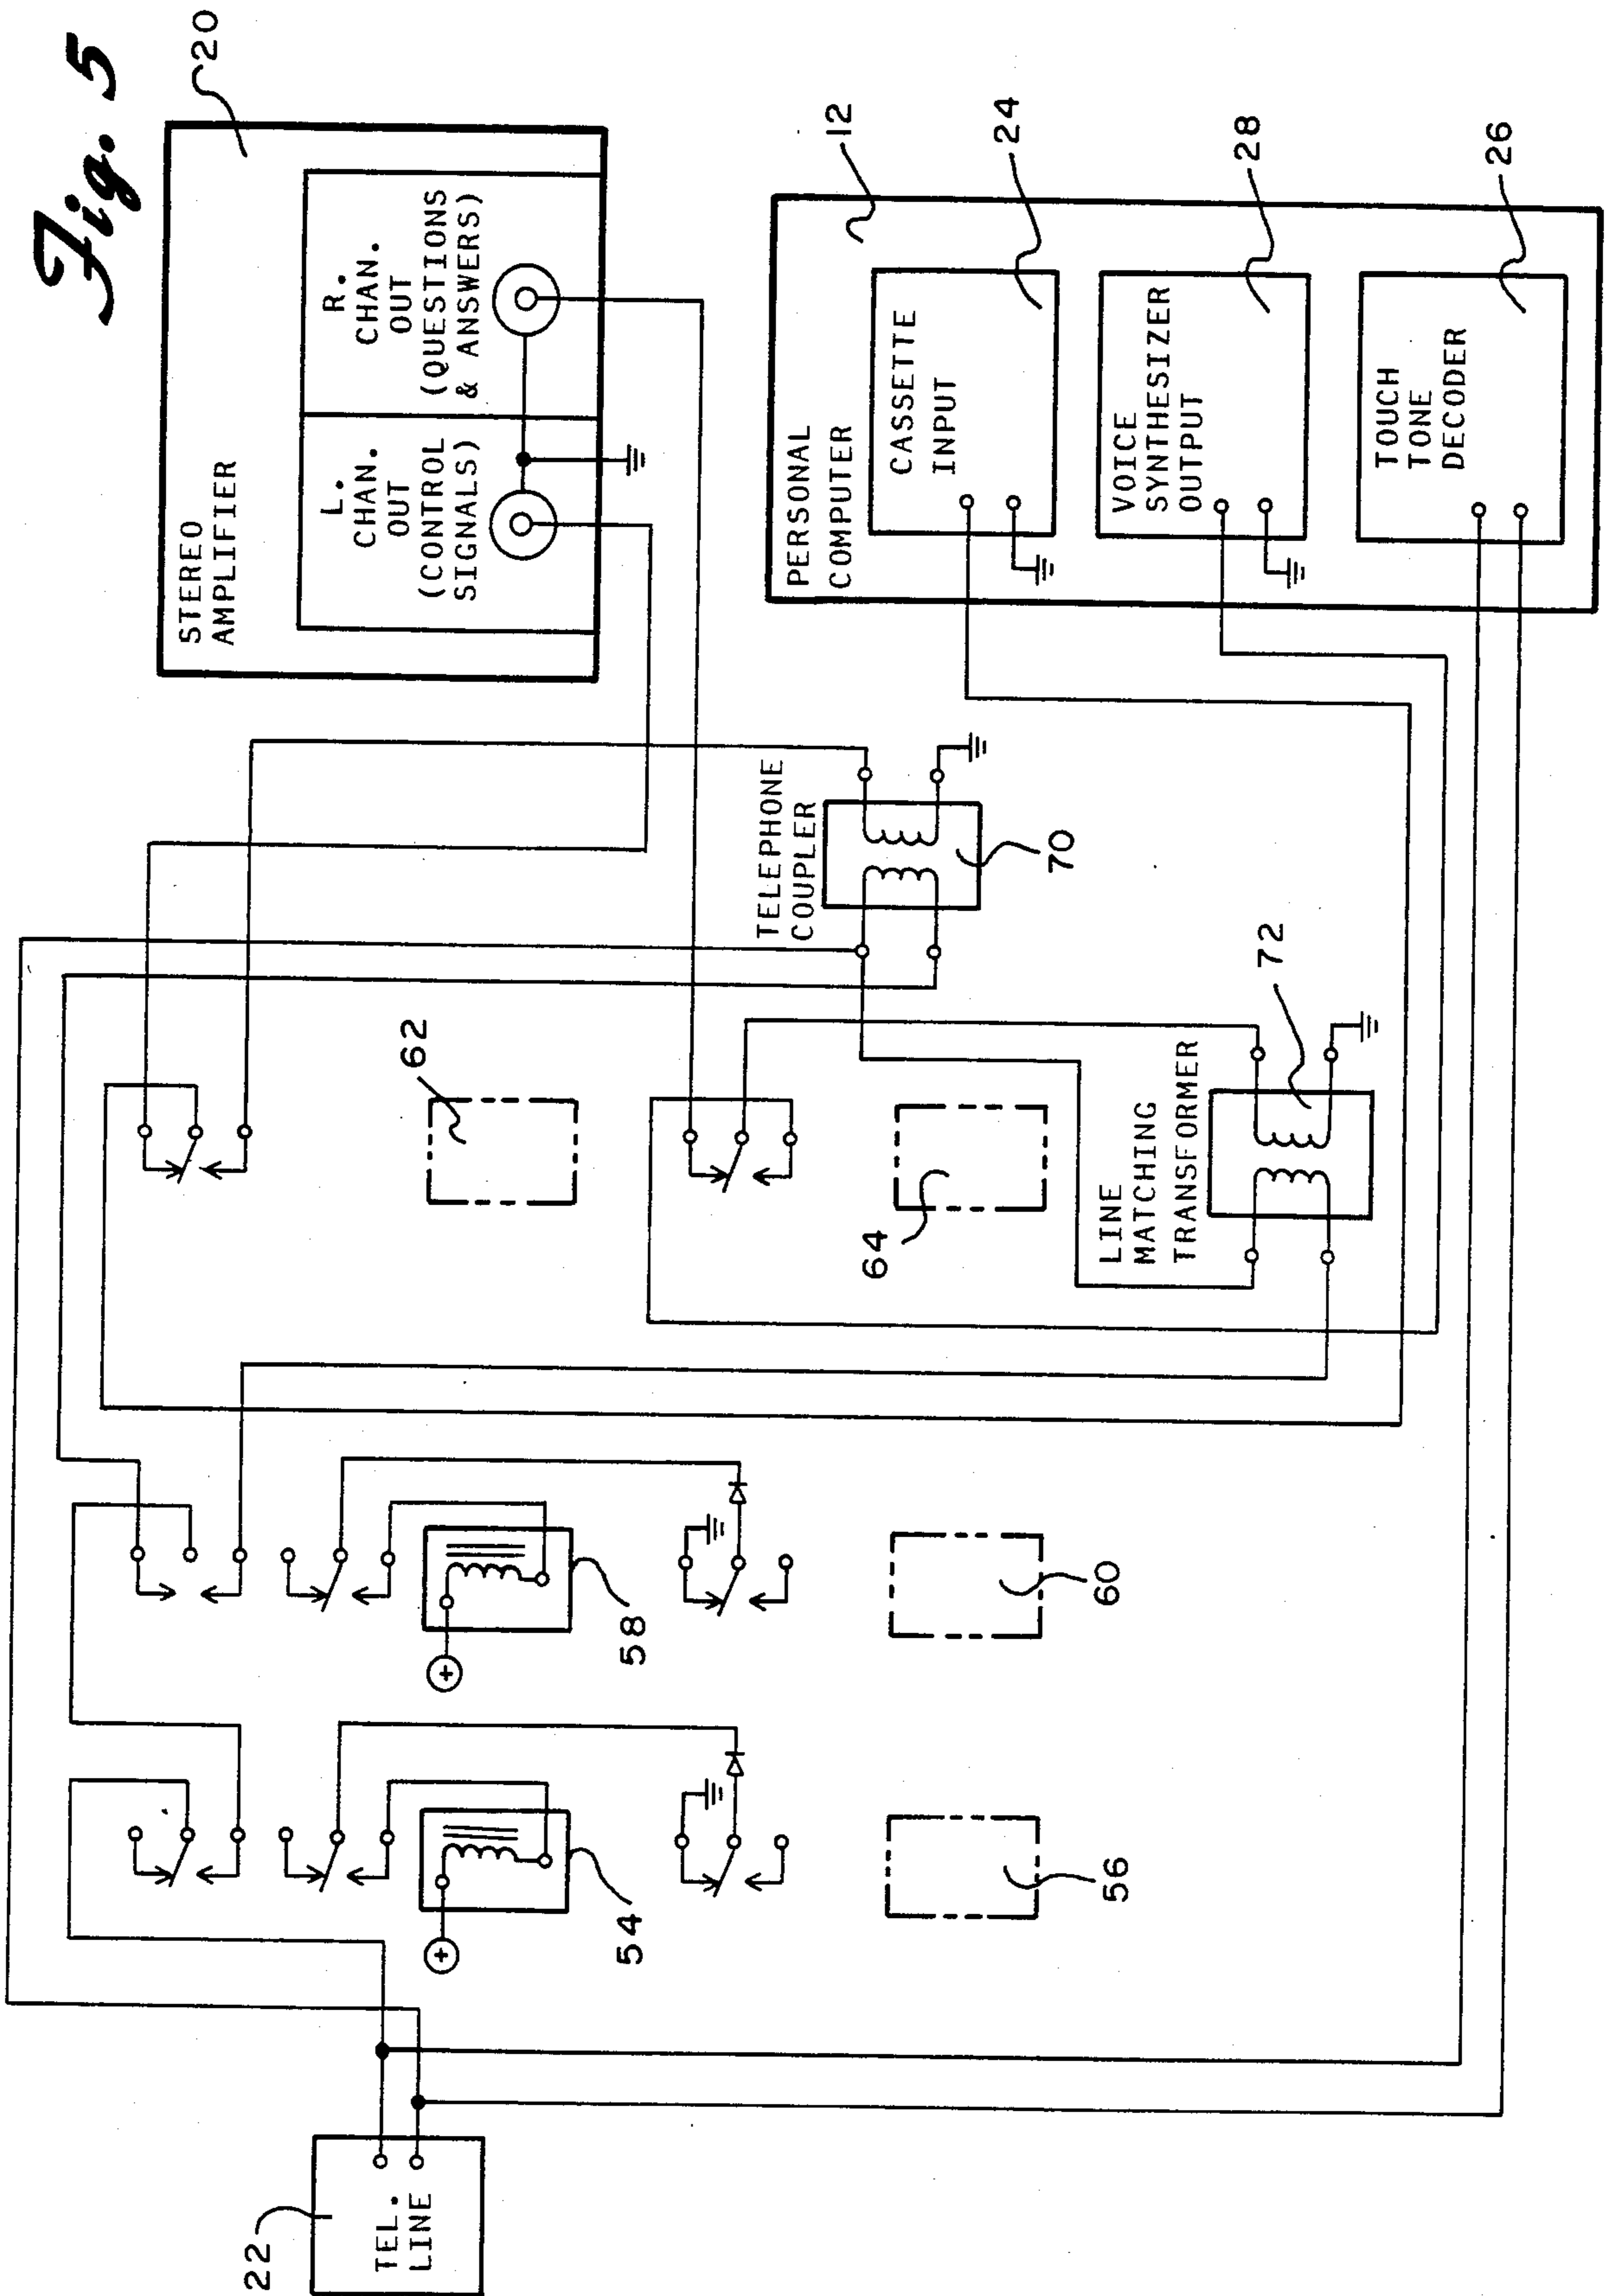 Fig. 5
20
STEREO
AMPLIFIER
L.
CHAN.
OUT
(CONTROL
SIGNALS)
R.
CHAN.
OUT
(QUESTIONS
& ANSWERS)
12
PERSONAL
COMPUTER
24
CASSETTE
INPUT
28
VOICE
SYNTHESIZER
OUTPUT
26
TOUCH
TONE
DECODER
TELEPHONE
COUPLER
70
62
64
LINE
MATCHING
TRANSFORMER
72
+
58
60
+
54
56
22
TEL.
LINE